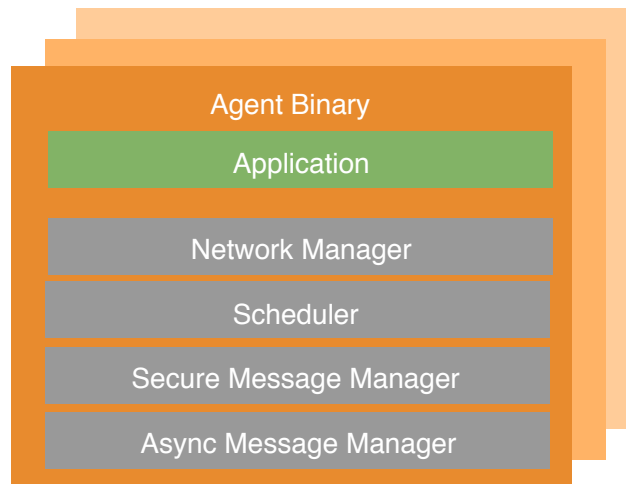 Agent Binary
Application
Network Manager
Scheduler
Secure Message Manager
Async Message Manager